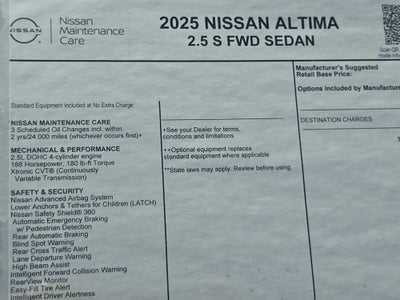 NISSAN
Nissan
Maintenance
Care
2025 NISSAN ALTIMA
2.5 S FWD SEDAN
Scan QR
Manufacturer's Suggested
Retail Base Price:
Options Included by Manufacture
Standard Equipment Included at No Extra Charge
DESTINATION CHARGES
NISSAN MAINTENANCE CARE
3 Scheduled Oil Changes incl. within
2 yrs/24,000 miles (whichever occurs first)+
MECHANICAL & PERFORMANCE
2.5L DOHC 4-cylinder engine
188 Horsepower, 180 lb-ft Torque
Xtronic CVT® (Continuously
Variable Transmission)
SAFETY & SECURITY
Nissan Advanced Airbag System
Lower Anchors & Tethers for Children (LATCH)
Nissan Safety Shield® 360
Automatic Emergency Braking
w/ Pedestrian Detection
Rear Automatic Braking
Blind Spot Warning
Rear Cross Traffic Alert
Lane Departure Warning
High Beam Assist
Intelligent Forward Collision Warning
RearView Monitor
Easy-Fill Tire Alert
Intelligent Driver Alertness
+See your Dealer for terms,
conditions and limitations
++Optional equipment replaces
standard equipment where applicable
**State laws may apply. Review before using.